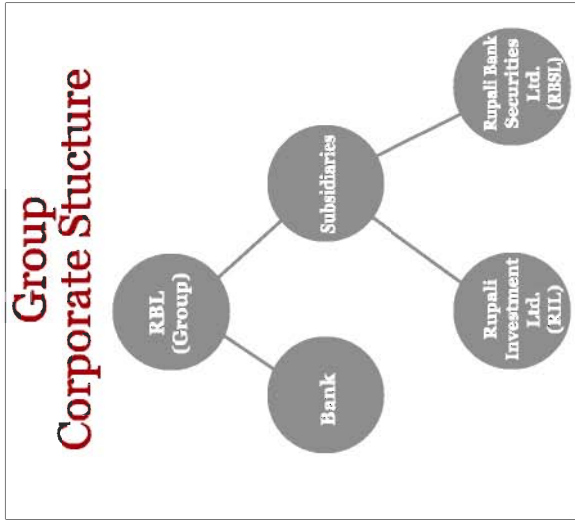 Group
Corporate Stucture
RBL
(Group)
Bank
Subsidiaries
Rupali
Investment
Ltd.
(RIL)
Rupali Bank
Securities
Ltd.
(RBSL)